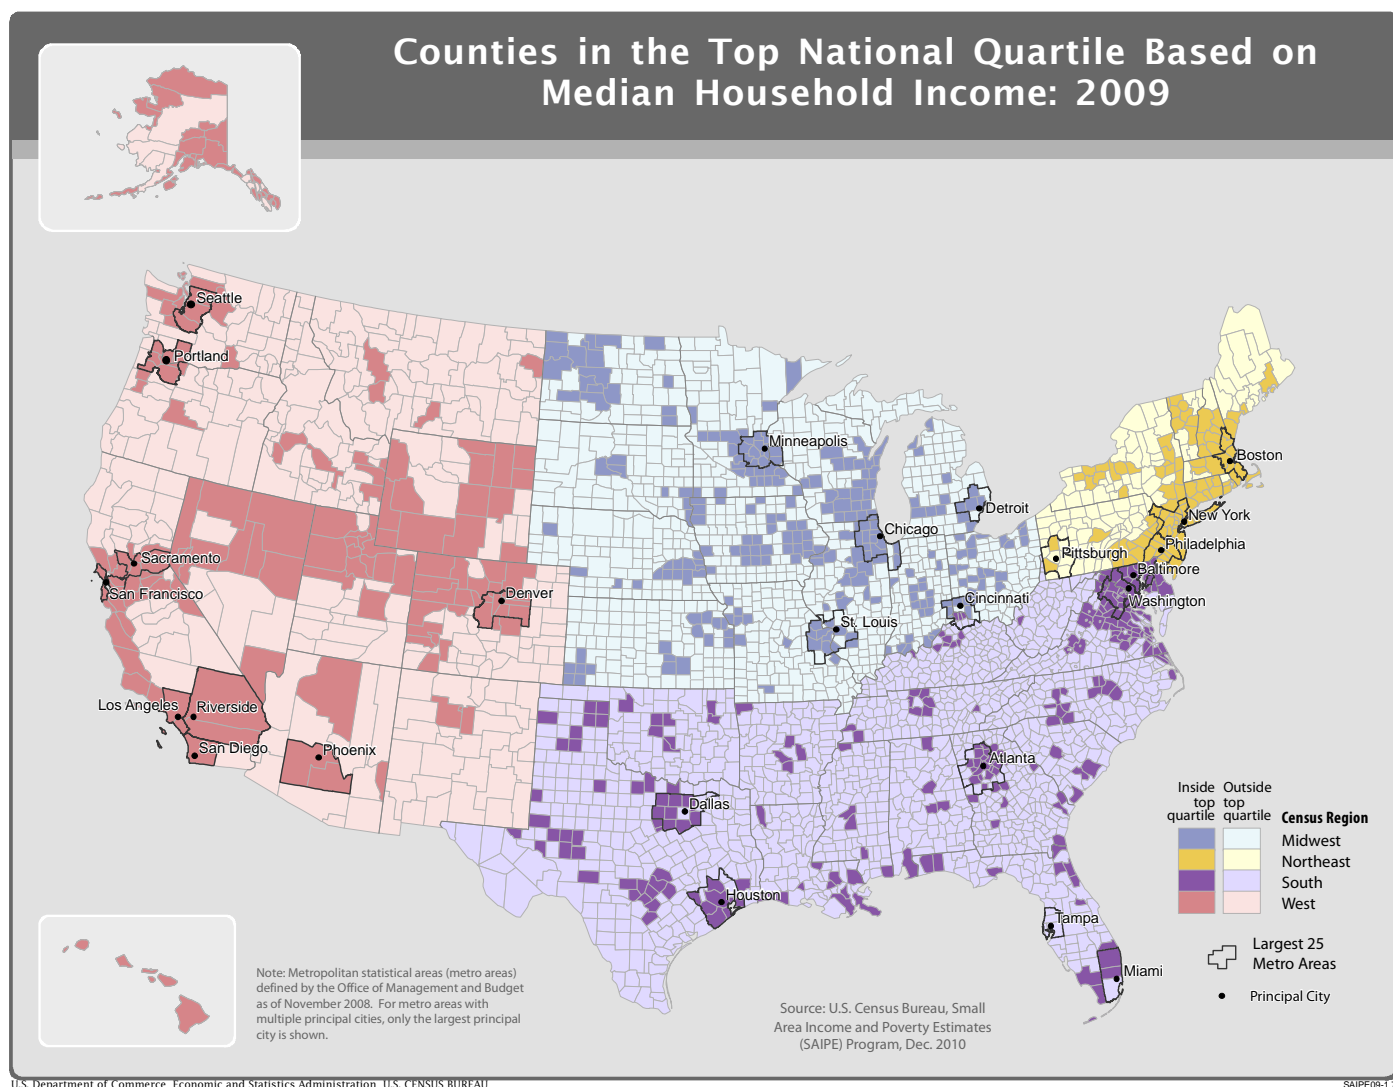 Counties in the Top National Quartile Based on
Median Household Income: 2009
Seattle
Portland
Sacramento
San Francisco
Los Angeles
Riverside
San Diego
Phoenix
Denver
Minneapolis
Chicago
Detroit
Cincinnati
St. Louis
Pittsburgh
Boston
New York
Philadelphia
Baltimore
Washington
Atlanta
Dallas
Houston
Tampa
Miami
Inside
top
quartile
Outside
top
quartile
Census Region
Midwest
Northeast
South
West
Largest 25
Metro Areas
Principal City
Note: Metropolitan statistical areas (metro areas)
defined by the Office of Management and Budget
as of November 2008. For metro areas with
multiple principal cities, only the largest principal
city is shown.
Source: U.S. Census Bureau, Small
Area Income and Poverty Estimates
(SAIPE) Program, Dec. 2010
U.S. Department of Commerce, Economic and Statistics Administration, U.S. CENSUS BUREAU